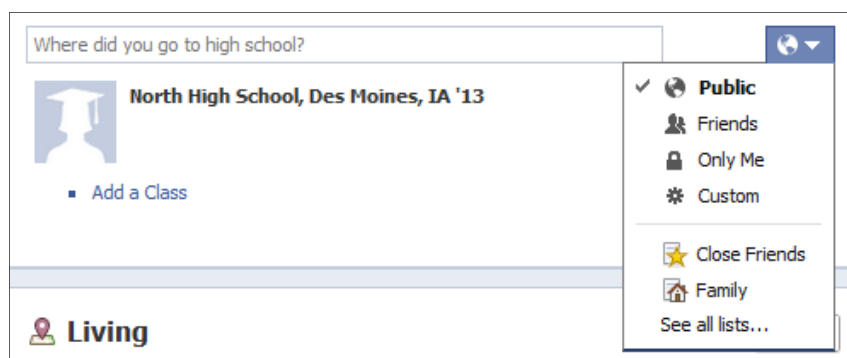 Where did you go to high school?
North High School, Des Moines, IA '13
Add a Class
Public
Friends
Only Me
Custom
Close Friends
Family
See all lists...
Living